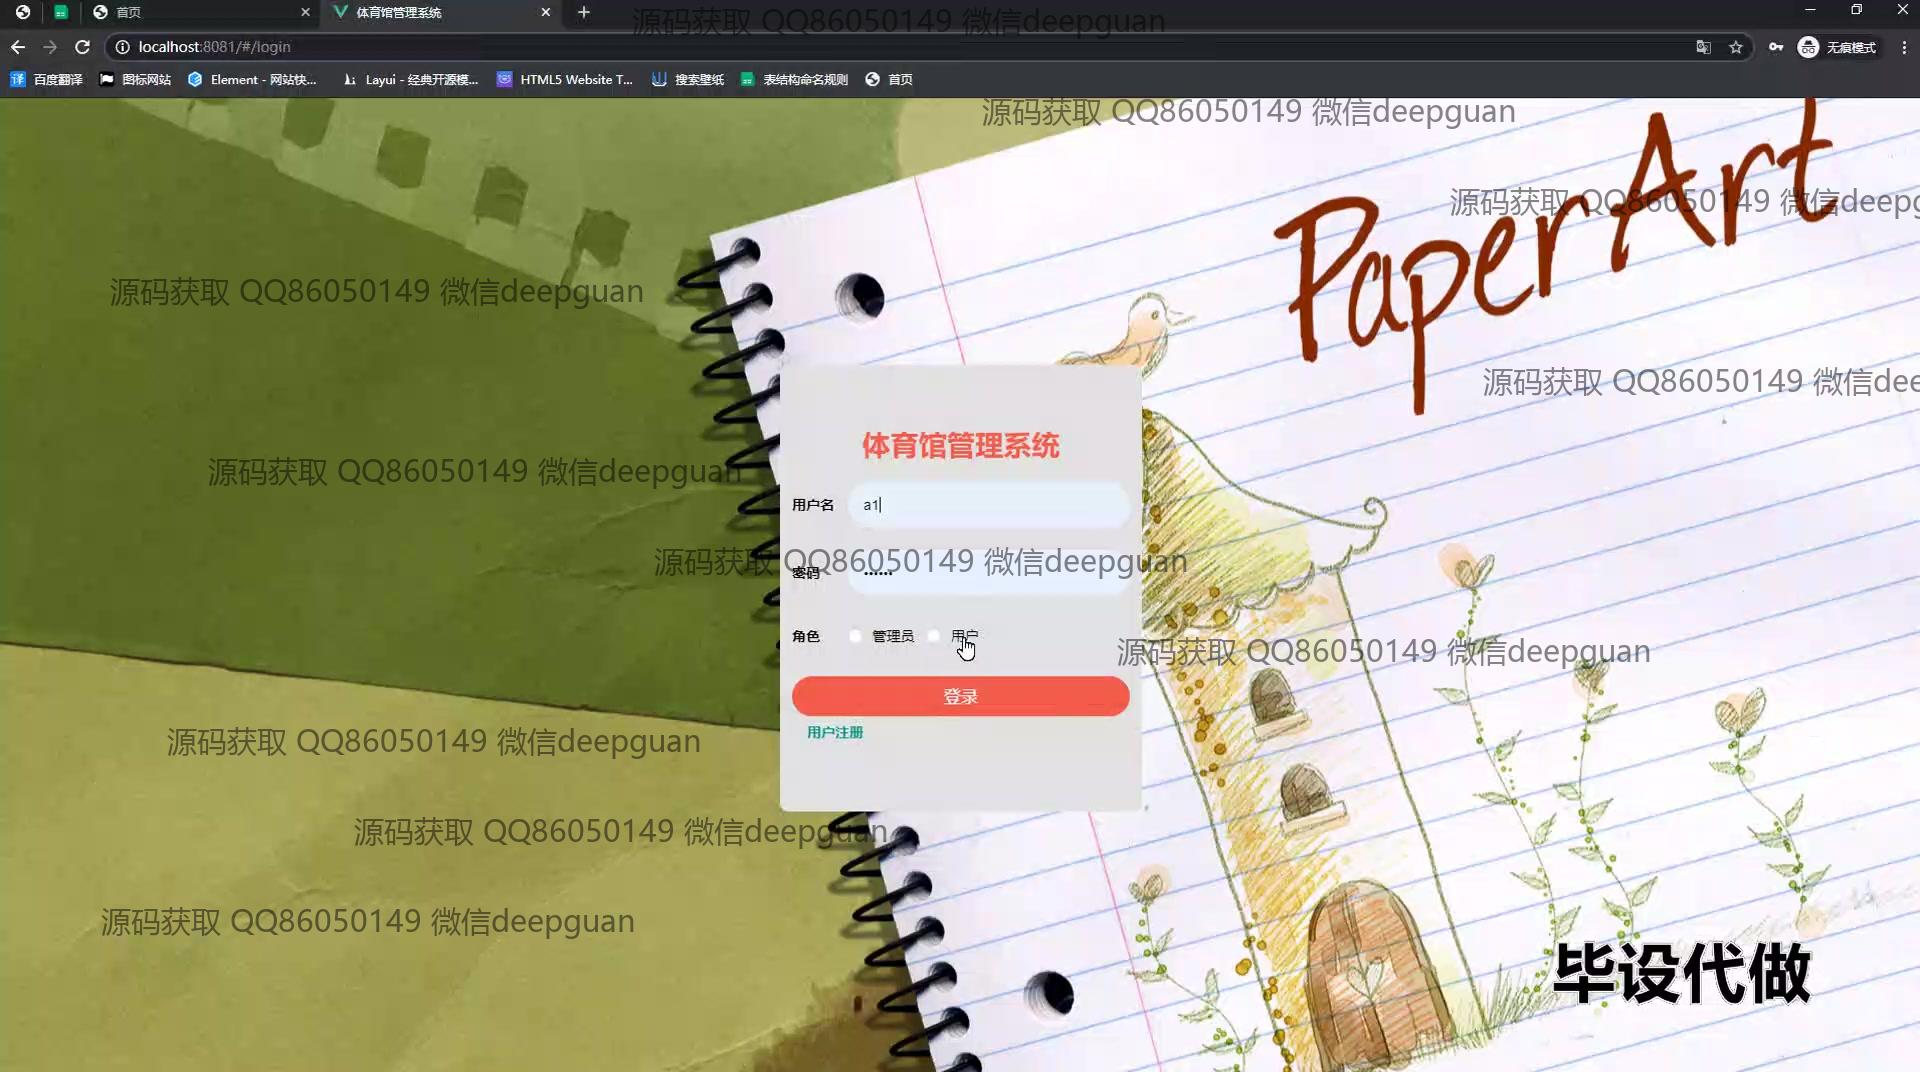 首页
体育馆管理系统
localhost:8081/#/login
无痕模式
百度翻译
图标网站
Element - 网站快...
Layui - 经典开源模...
HTML5 Website T...
搜索壁纸
表结构命名规则
首页
源码获取 QQ86050149 微信deepguan
源码获取 QQ86050149 微信deepguan
Paper Art
源码获取 QQ86050149 微信deepg
源码获取 QQ86050149 微信deepguan
源码获取 QQ86050149 微信dee
体育馆管理系统
源码获取 QQ86050149 微信deepguan
用户名
a1
源码获取 QQ86050149 微信deepguan
密码
角色
管理员
用户
源码获取 QQ86050149 微信deepguan
登录
用户注册
源码获取 QQ86050149 微信deepguan
源码获取 QQ86050149 微信deepguan
源码获取 QQ86050149 微信deepguan
毕设代做